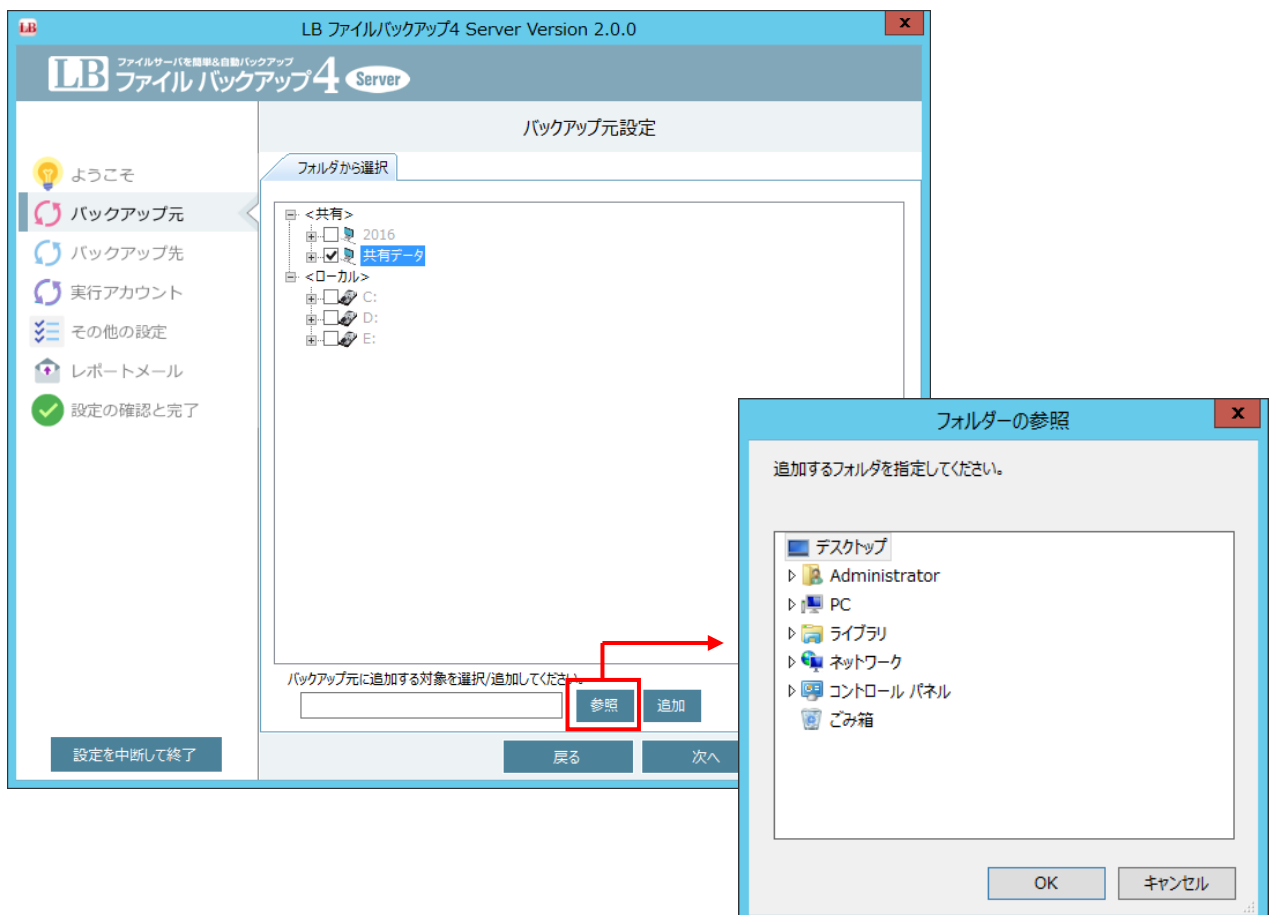 LB
LB ファイルバックアップ4 Server Version 2.0.0
x
LB
ファイルサーバを簡単&自動バックアップ
ファイル バックアップ4 Server
バックアップ元設定
ようこそ
バックアップ元
バックアップ先
実行アカウント
その他の設定
レポートメール
設定の確認と完了
フォルダから選択
<共有>
2016
共有データ
<ローカル>
C:
D:
E:
バックアップ元に追加する対象を選択/追加してください。
参照
追加
設定を中断して終了
戻る
次へ
フォルダーの参照
x
追加するフォルダを指定してください。
デスクトップ
Administrator
PC
ライブラリ
ネットワーク
コントロール パネル
ごみ箱
OK
キャンセル